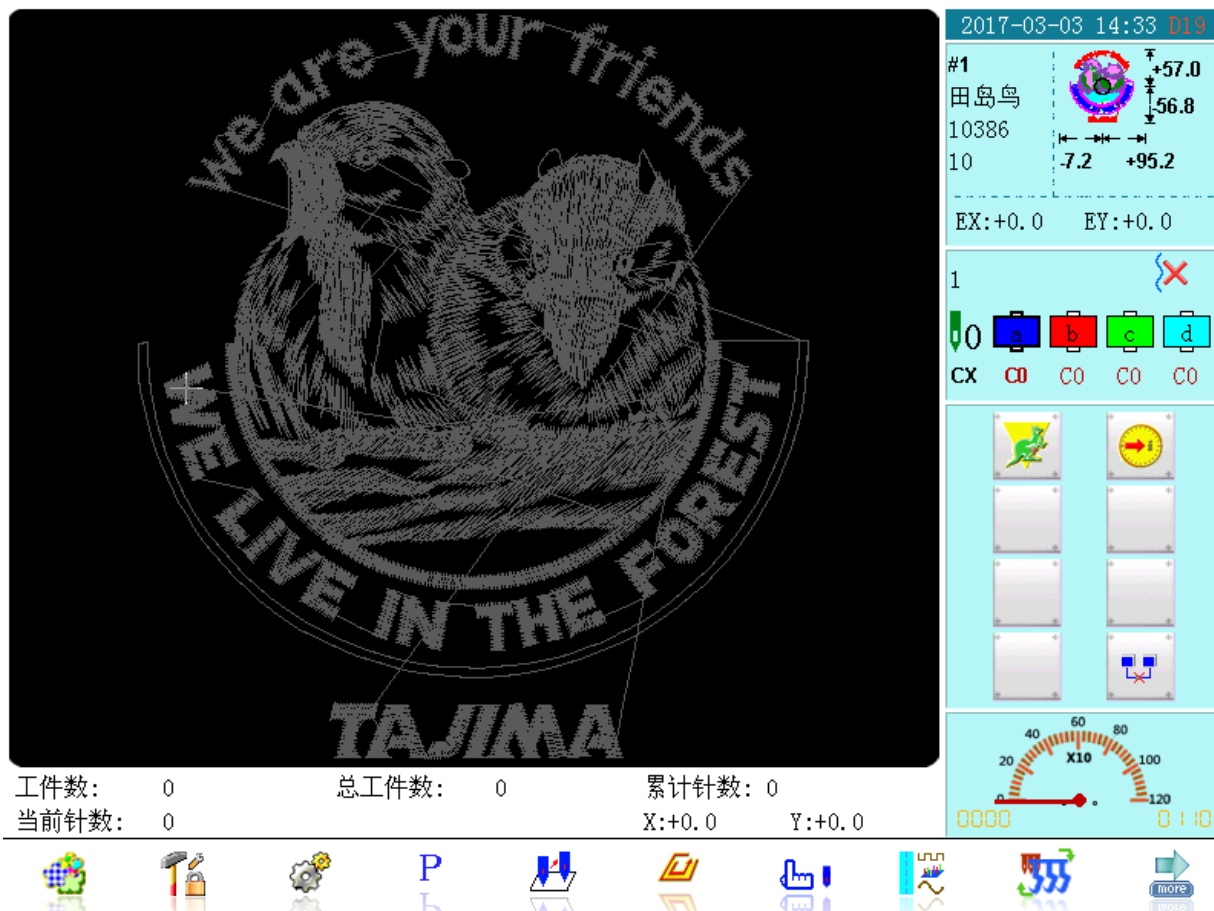 we are your friends
WE LIVE IN THE FOREST
TAJIMA
2017-03-03 14:33 D19
#1
田岛鸟
10386
10
+57.0
-56.8
-7.2 +95.2
EX:+0.0 EY:+0.0
1
0 a b c d
CX C0 C0 C0 C0
0 20 40 60 80 100 120
X10
0000 0110
工件数: 0 总工件数: 0 累计针数: 0
当前针数: 0 X:+0.0 Y:+0.0
P
more